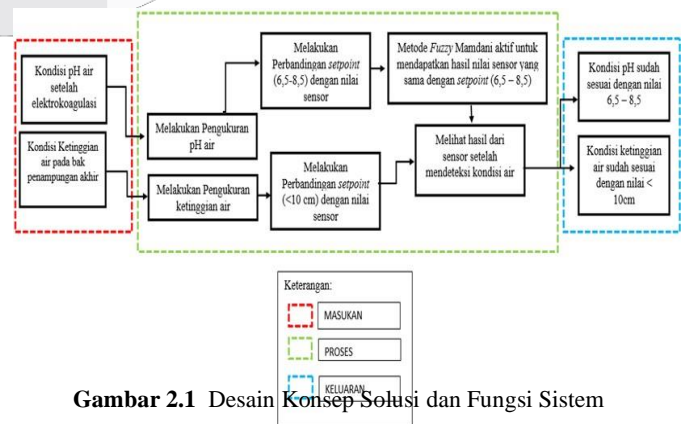 Kondisi pH air
setelah
elektrokoagulasi
Kondisi Ketinggian
air pada bak
penampungan akhir
Melakukan Pengukuran
pH air
Melakukan Pengukuran
ketinggian air
Melakukan
Perbandingan setpoint
(6,5-8,5) dengan nilai
sensor
Melakukan
Perbandingan setpoint
(<10 cm) dengan nilai
sensor
Metode Fuzzy Mamdani aktif untuk
mendapatkan hasil nilai sensor yang
sama dengan setpoint (6,5 – 8,5)
Melihat hasil dari
sensor setelah
mendeteksi kondisi air
Kondisi pH sudah
sesuai dengan nilai
6,5 – 8,5
Kondisi ketinggian
air sudah sesuai
dengan nilai <
10cm
Keterangan:
MASUKAN
PROSES
KELUARAN
Gambar 2.1 Desain Konsep Solusi dan Fungsi Sistem